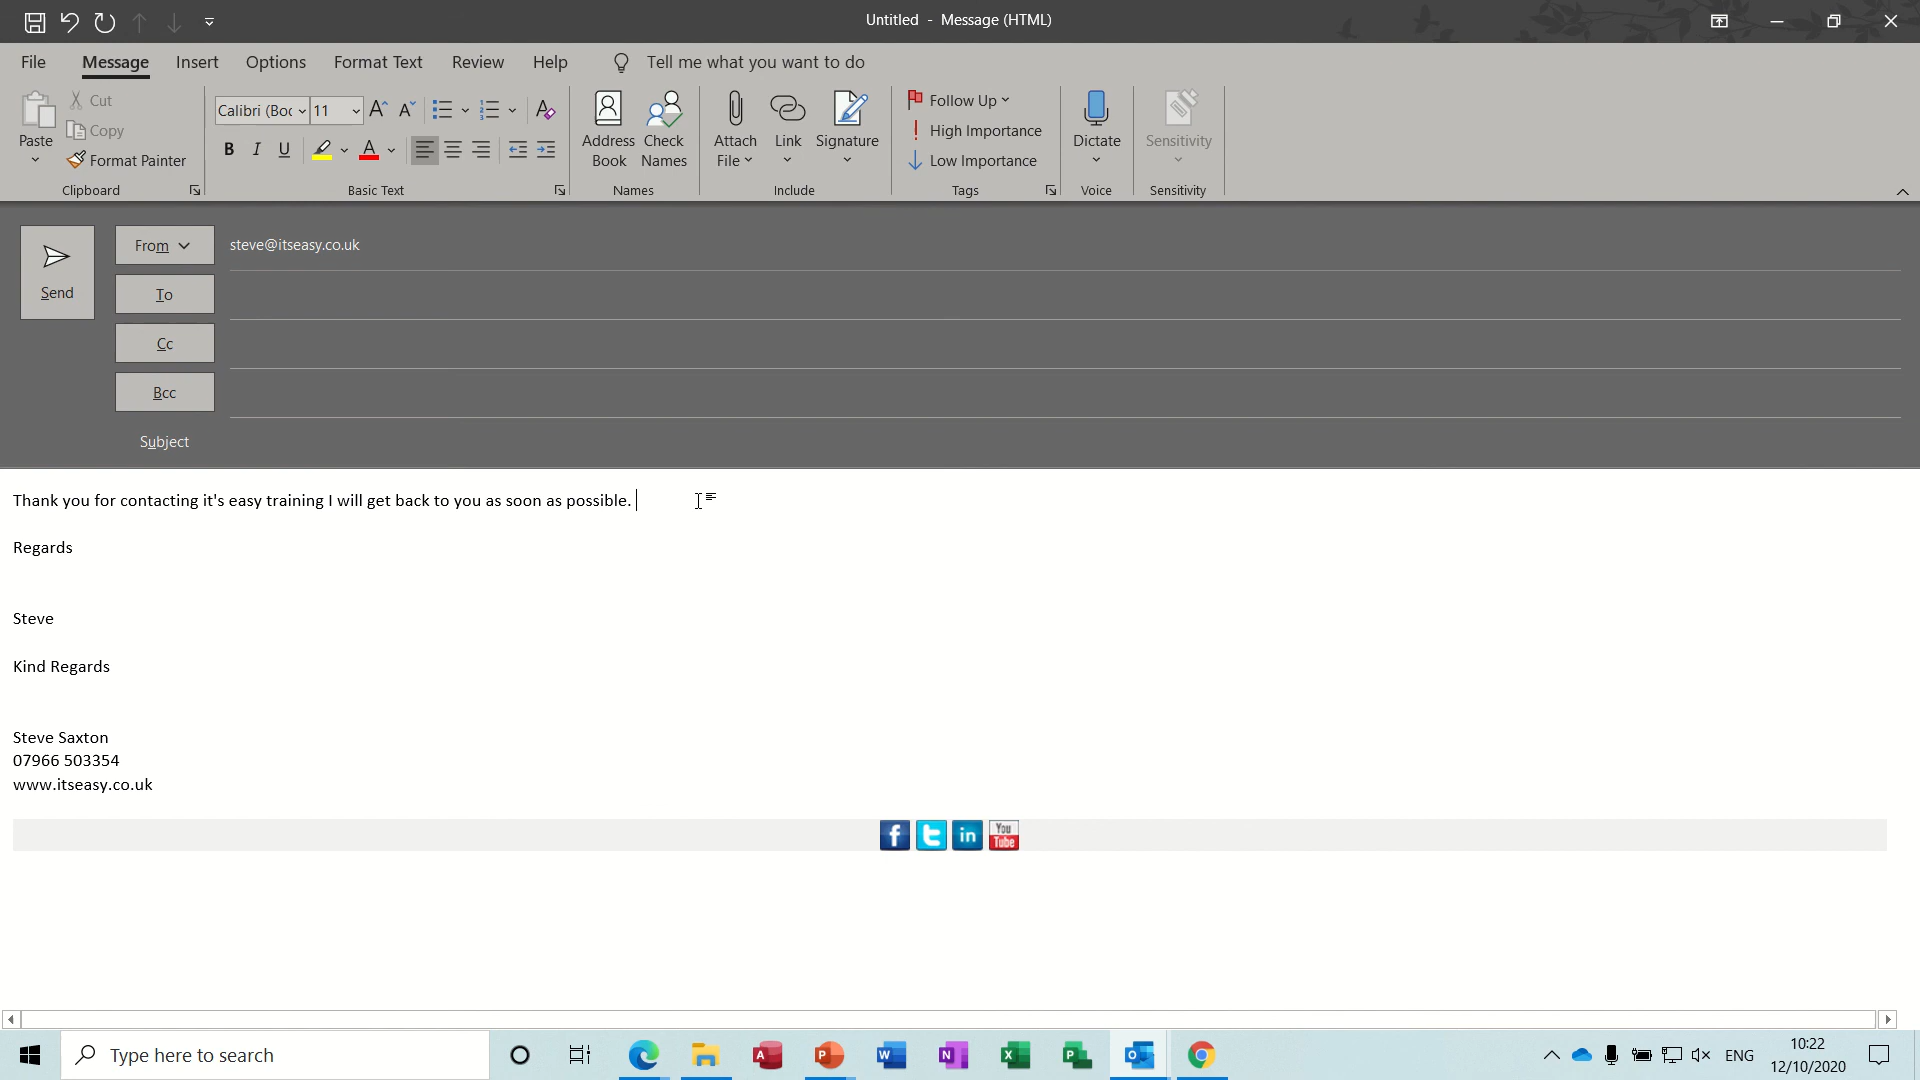 Untitled - Message (HTML)
File Message Insert Options Format Text Review Help Tell me what you want to do
Paste
Cut
Copy
Format Painter
Clipboard
Calibri (Boc 11
B I U
Basic Text
Address Book
Check Names
Names
Attach File
Link
Signature
Include
Follow Up
High Importance
Low Importance
Tags
Dictate
Voice
Sensitivity
Sensitivity
Send
From steve@itseasy.co.uk
To
Cc
Bcc
Subject
Thank you for contacting it's easy training I will get back to you as soon as possible.
Regards
Steve
Kind Regards
Steve Saxton
07966 503354
www.itseasy.co.uk
f t in You Tube
Type here to search
A P W N X P O
ENG
10:22
12/10/2020